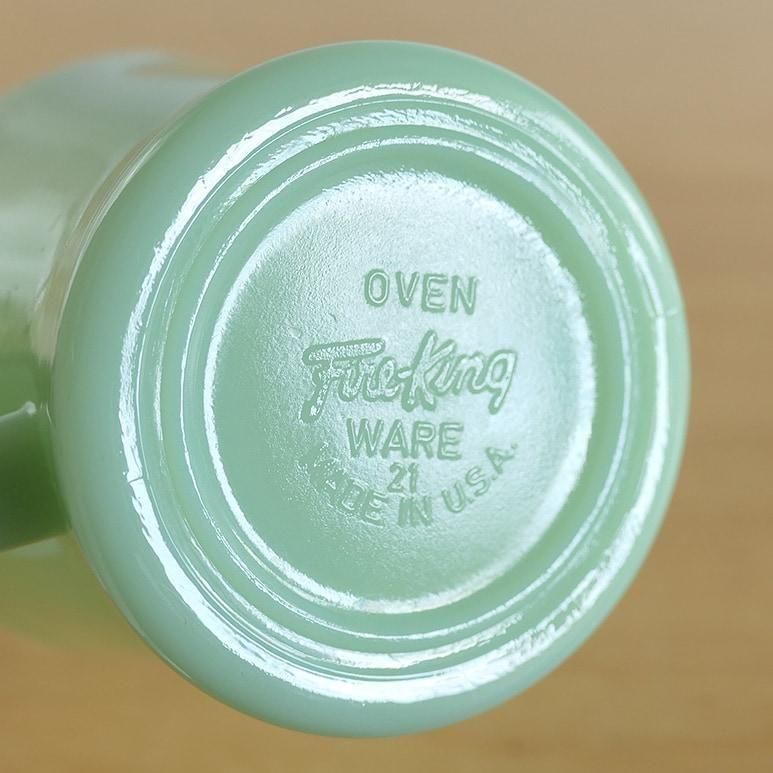 OVEN
Fire-King
WARE
21
MADE IN U.S.A.